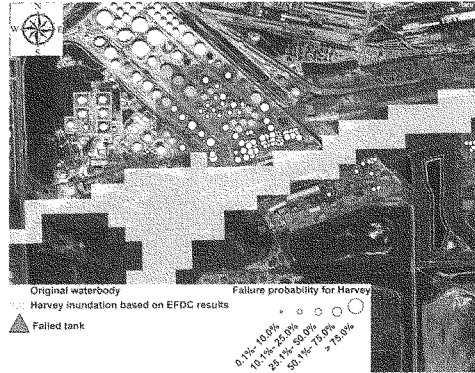 N
W E
S
Original waterbody
Failure probability for Harvey
Harvey inundation based on EFDC results
Failed tank
0.1%- 10.0%
10.1%- 25.0%
25.1%- 50.0%
50.1%- 75.0%
> 75.0%